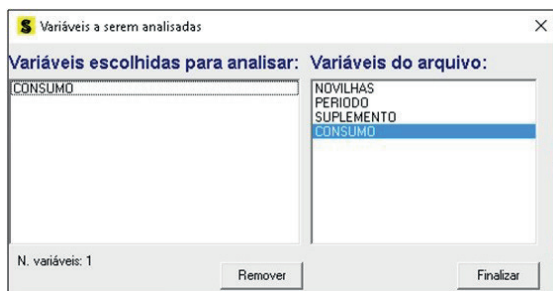 S Variáveis a serem analisadas
Variáveis escolhidas para analisar:
CONSUMO
Variáveis do arquivo:
NOVILHAS
PERIODO
SUPLEMENTO
CONSUMO
N. variáveis: 1
Remover
Finalizar